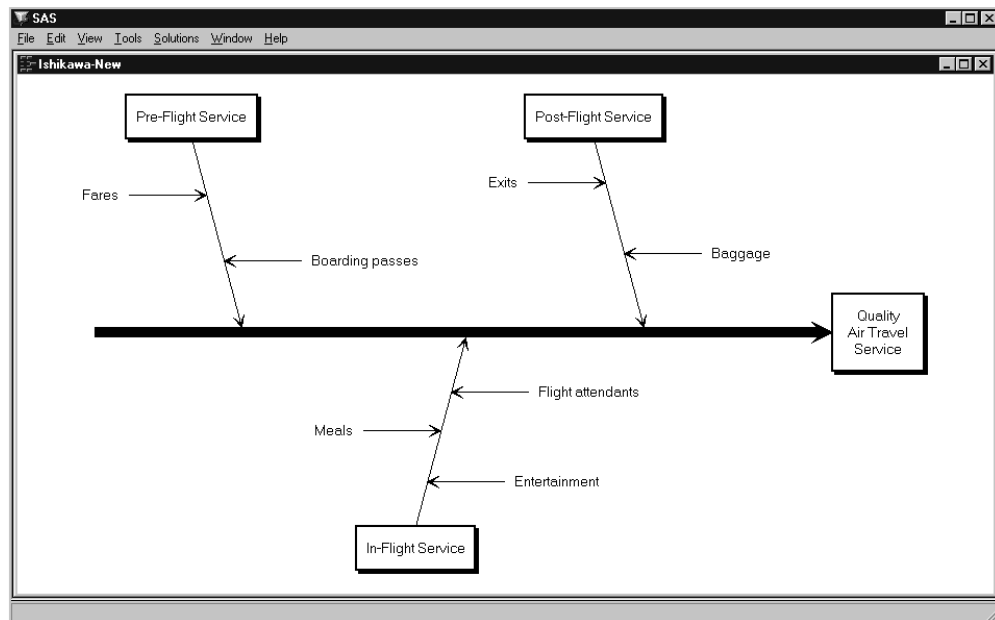 SAS
File Edit View Tools Solutions Window Help
Ishikawa-New
Pre-Flight Service
Post-Flight Service
Fares
Exits
Boarding passes
Baggage
Quality
Air Travel
Service
Flight attendants
Meals
Entertainment
In-Flight Service